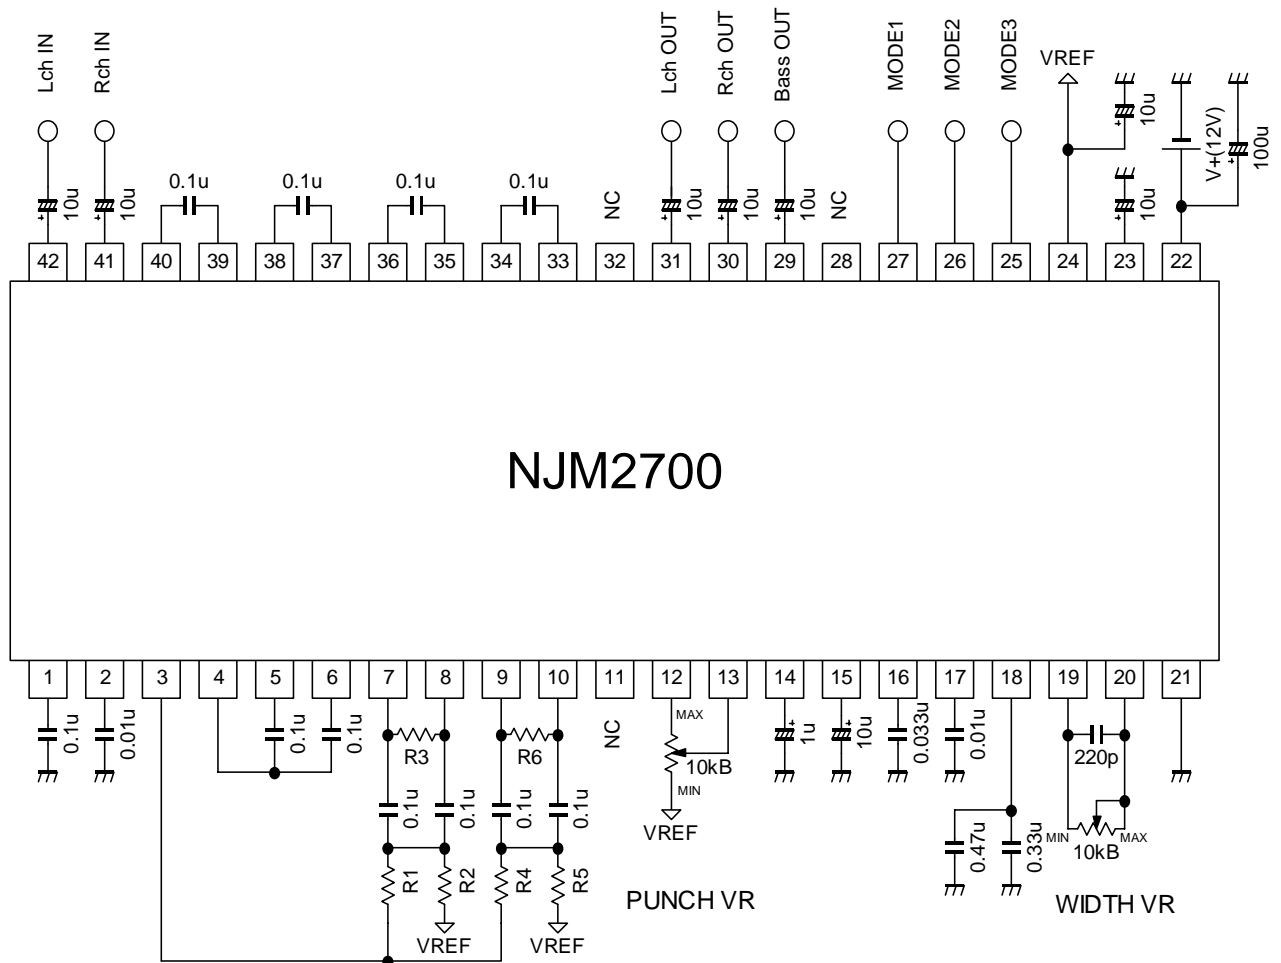 Lch IN
Rch IN
Lch OUT
Rch OUT
Bass OUT
MODE1
MODE2
MODE3
VREF
10u
V+(12V)
100u
10u
10u
0.1u
0.1u
0.1u
0.1u
NC
10u
10u
10u
NC
10u
42
41
40
39
38
37
36
35
34
33
32
31
30
29
28
27
26
25
24
23
22
NJM2700
1
2
3
4
5
6
7
8
9
10
11
12
13
14
15
16
17
18
19
20
21
0.1u
0.01u
0.1u
0.1u
R3
R6
NC
MAX
10kB
MIN
VREF
1u
10u
0.033u
0.01u
220p
0.1u
0.1u
0.1u
0.1u
0.47u
0.33u
MIN
10kB
MAX
R1
R2
R4
R5
VREF
VREF
PUNCH VR
WIDTH VR